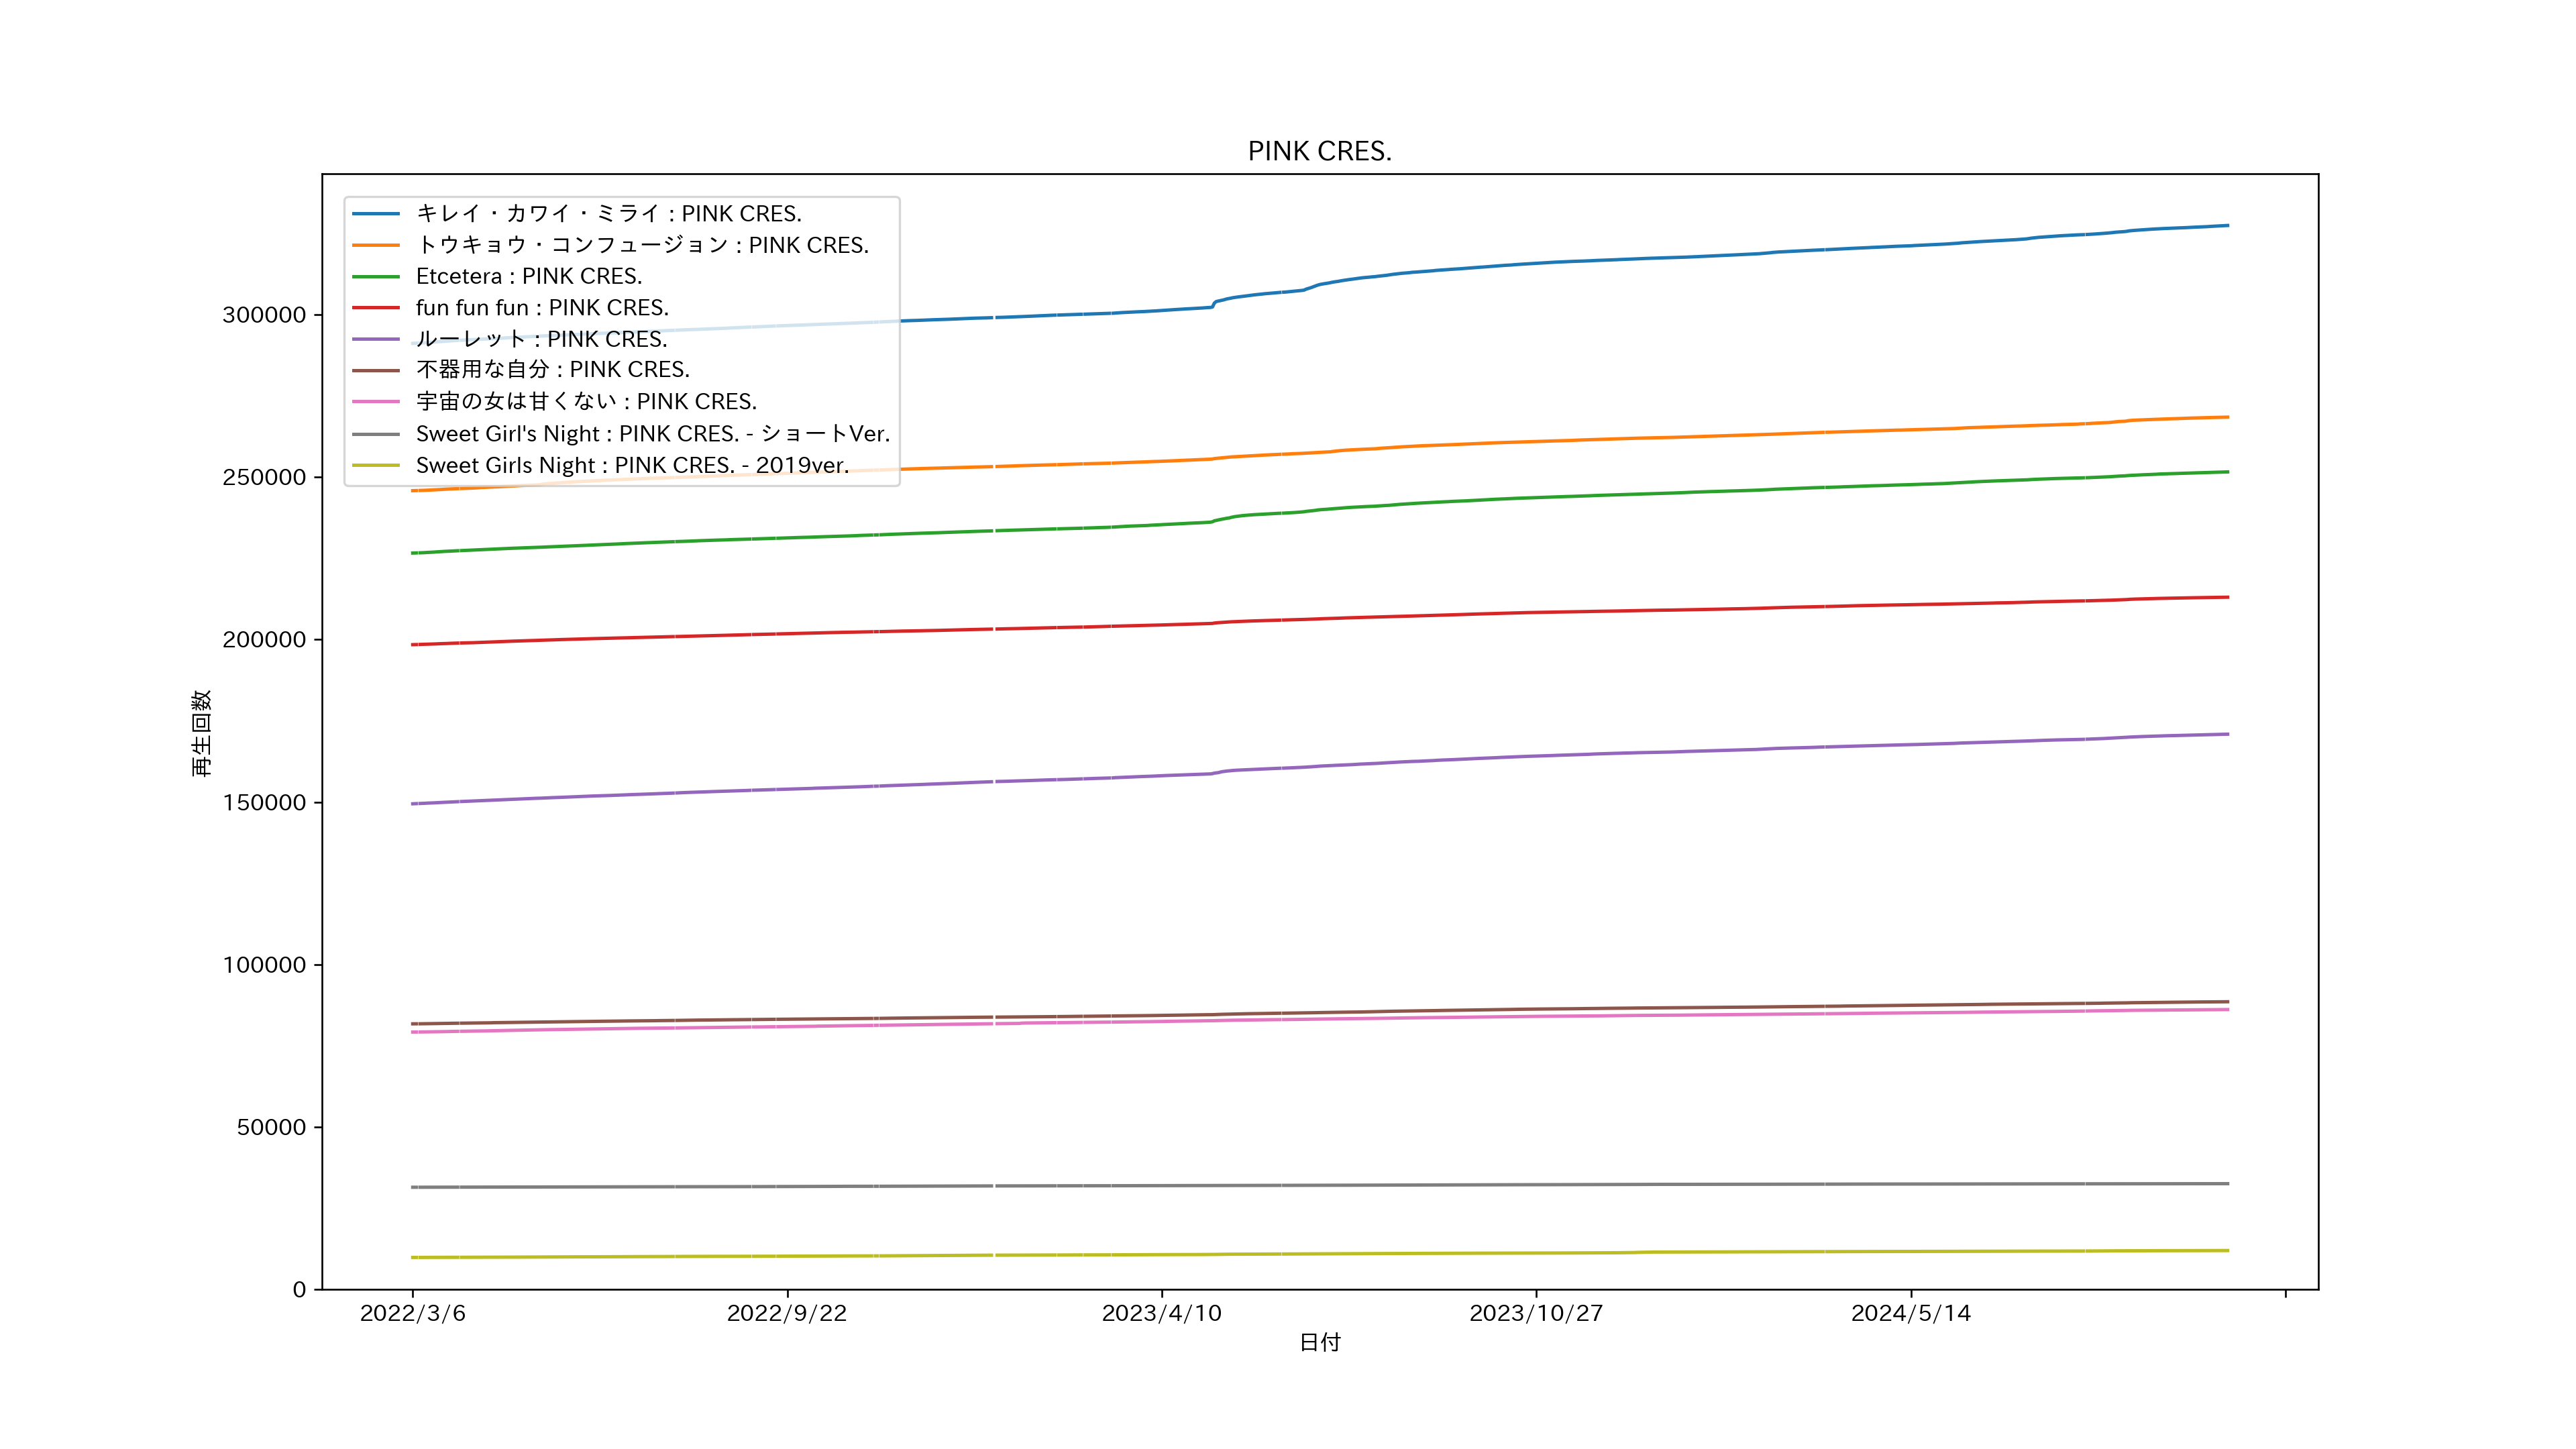 PINK CRES.
キレイ・カワイ・ミライ : PINK CRES.
トウキョウ・コンフュージョン : PINK CRES.
Etcetera : PINK CRES.
fun fun fun : PINK CRES.
ルーレット : PINK CRES.
不器用な自分 : PINK CRES.
宇宙の女は甘くない : PINK CRES.
Sweet Girl's Night : PINK CRES. - ショートVer.
Sweet Girls Night : PINK CRES. - 2019ver.
300000
250000
200000
150000
100000
50000
0
再生回数
2022/3/6
2022/9/22
2023/4/10
2023/10/27
2024/5/14
日付